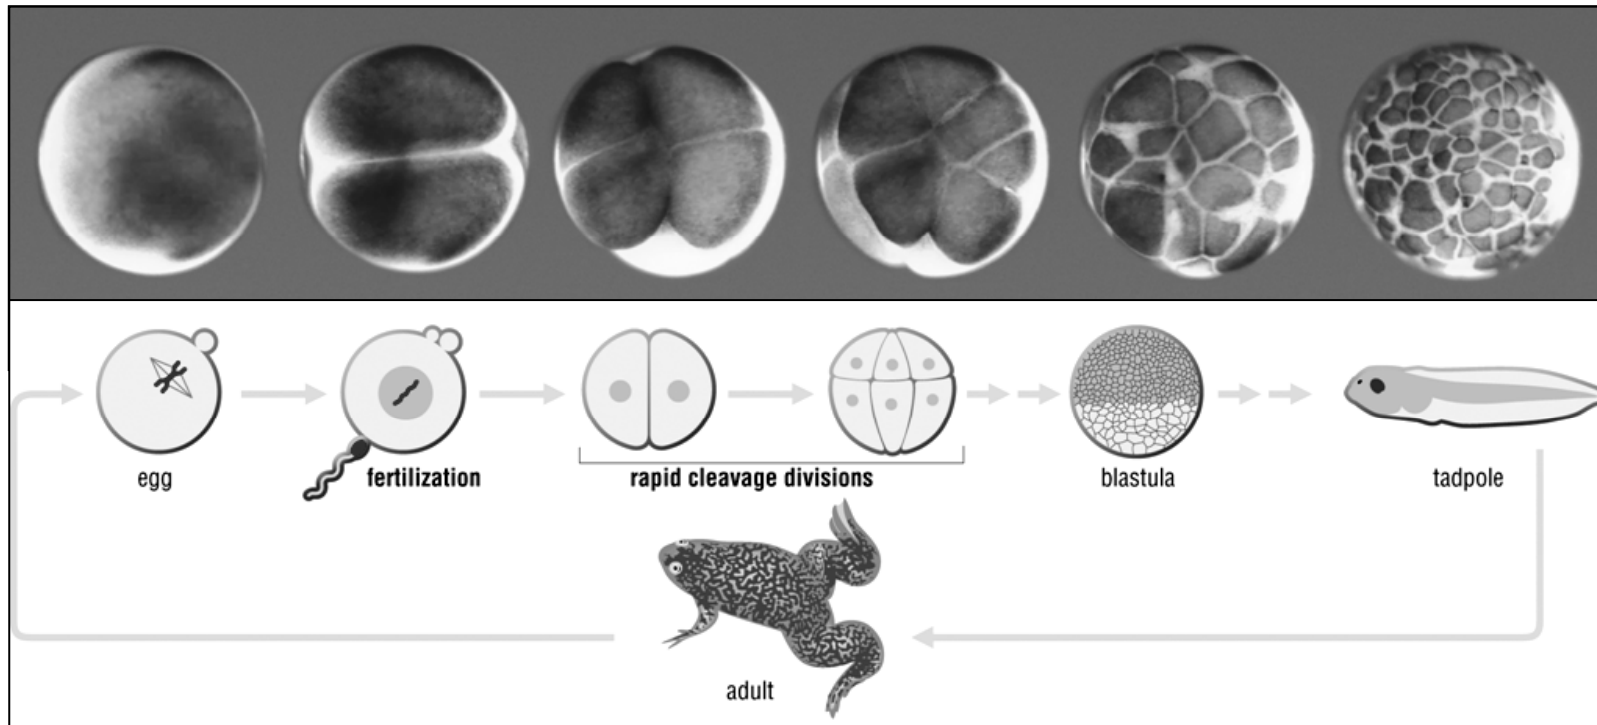 egg
fertilization
rapid cleavage divisions
blastula
tadpole
adult